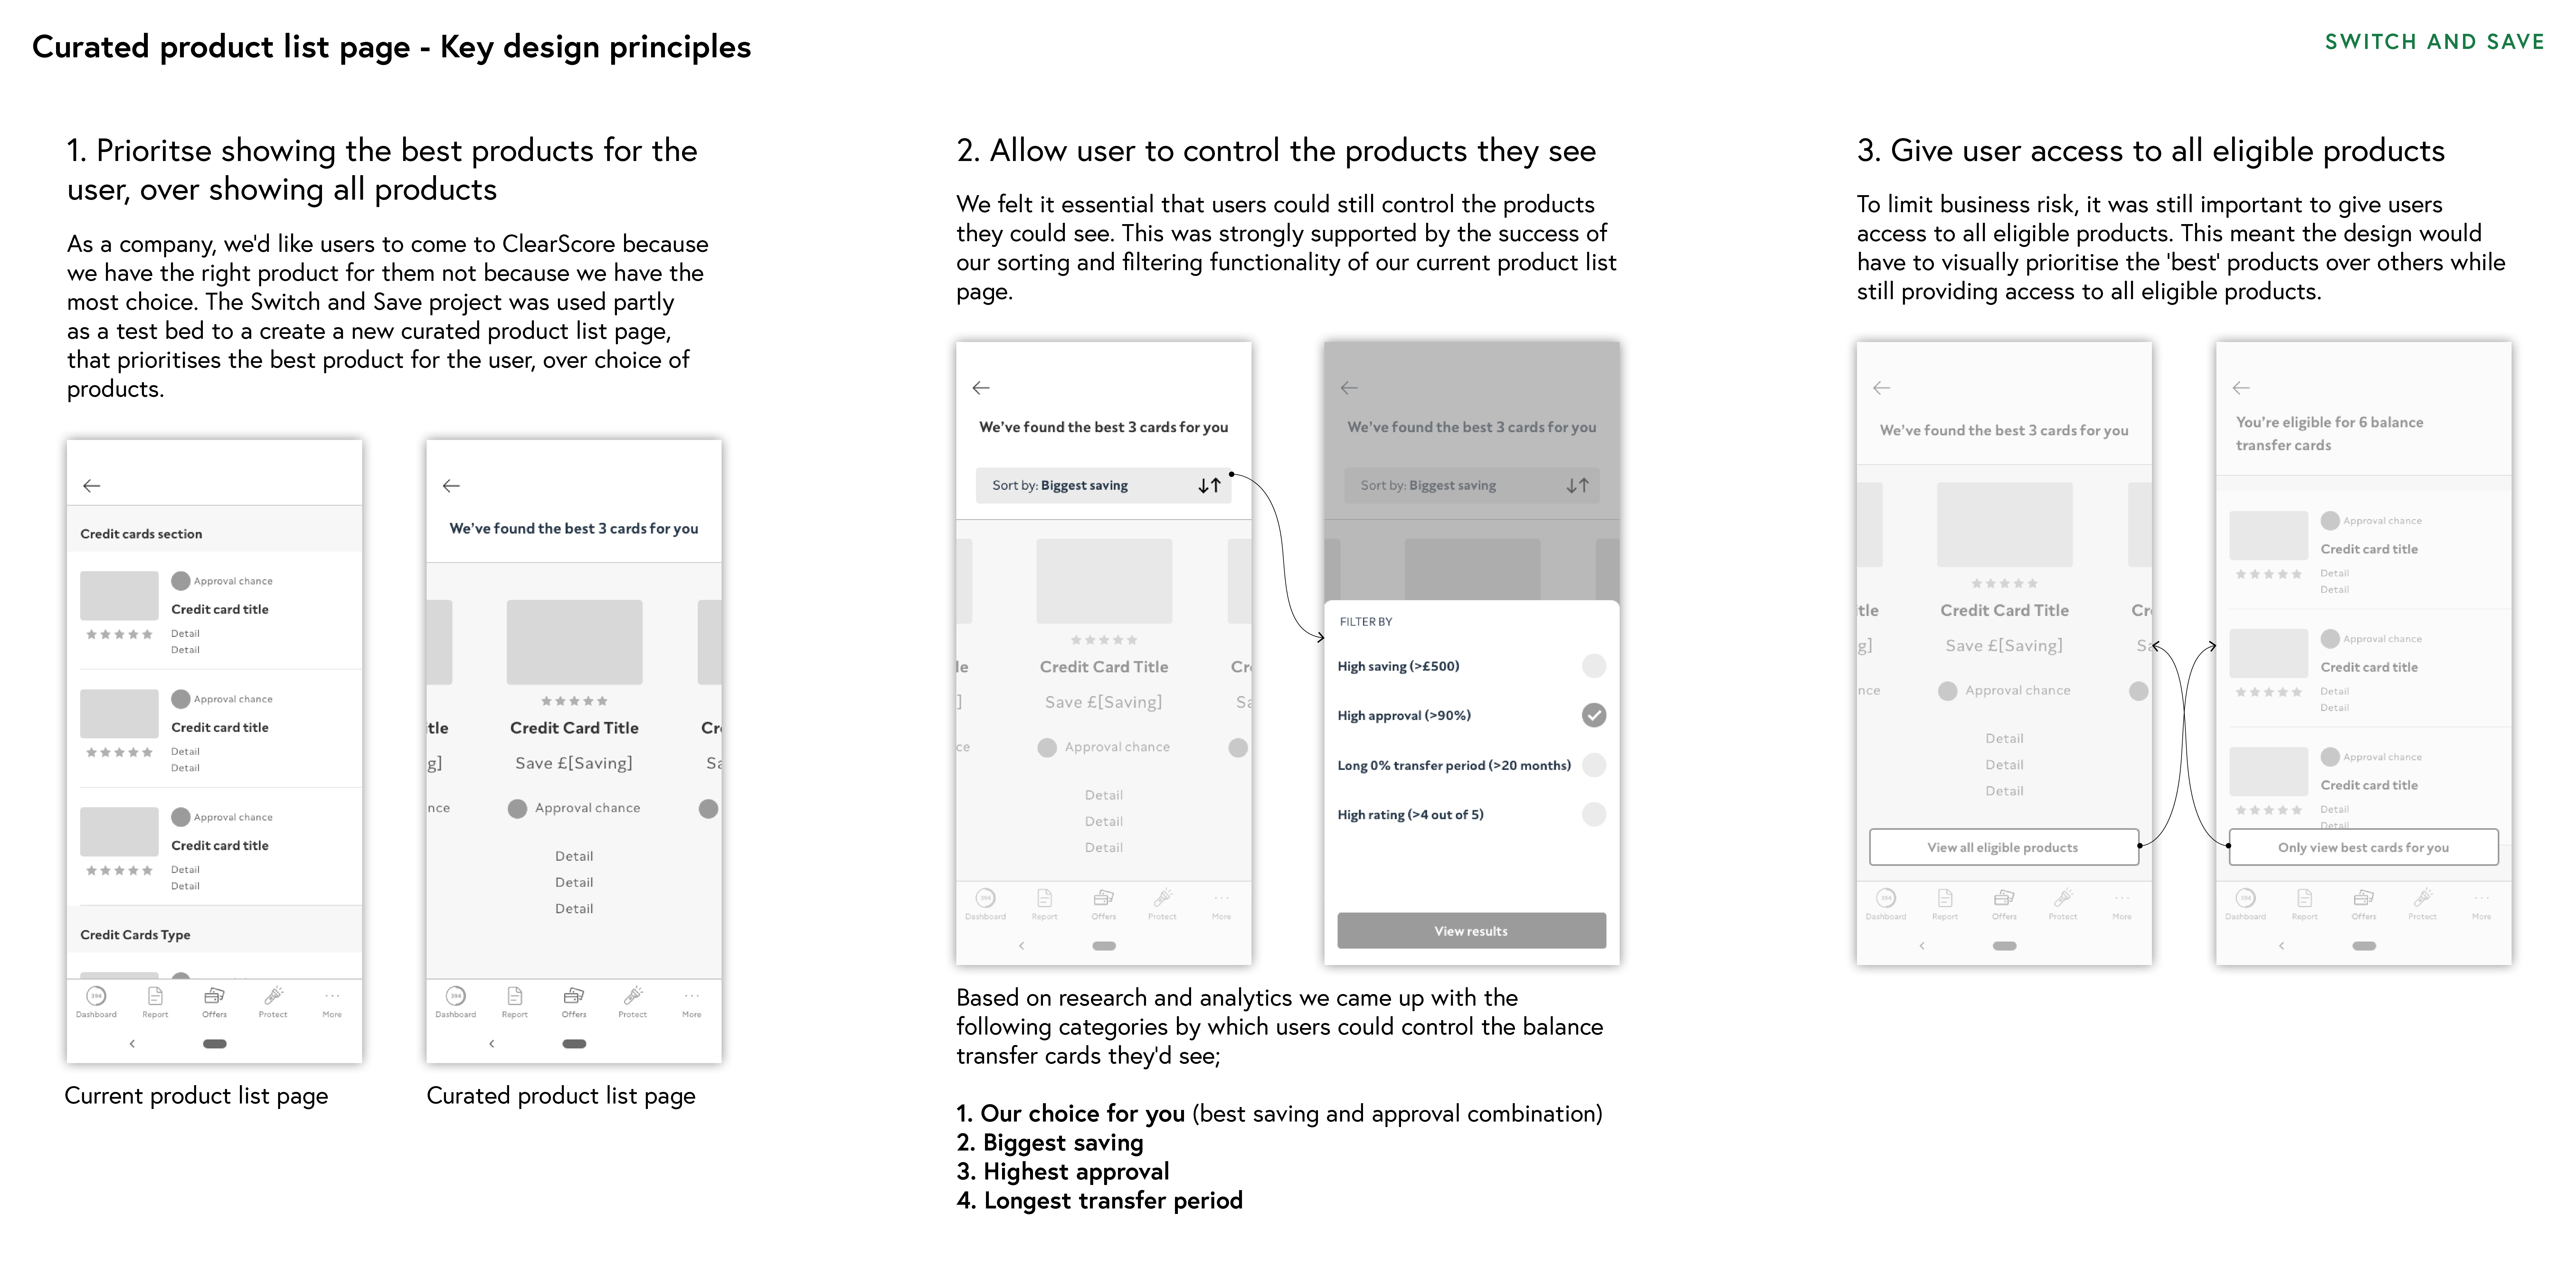 Curated product list page - Key design principles
SWITCH AND SAVE
1. Prioritse showing the best products for the
user, over showing all products
As a company, we'd like users to come to ClearScore because
we have the right product for them not because we have the
most choice. The Switch and Save project was used partly
as a test bed to a create a new curated product list page,
that prioritises the best product for the user, over choice of
products.
Credit cards section
Approval chance
Credit card title
Detail
Detail
Approval chance
Credit card title
Detail
Detail
Approval chance
Credit card title
Detail
Detail
Credit Cards Type
394
Dashboard
Report
Offers
Protect
More
Current product list page
We've found the best 3 cards for you
tle
Credit Card Title
Cr
g]
Save £[Saving]
Sa
nce
Approval chance
Detail
Detail
Detail
394
Dashboard
Report
Offers
Protect
More
Curated product list page
2. Allow user to control the products they see
We felt it essential that users could still control the products
they could see. This was strongly supported by the success of
our sorting and filtering functionality of our current product list
page.
We've found the best 3 cards for you
Sort by: Biggest saving
le
Credit Card Title
Cr
]
Save £[Saving]
Sa
ce
Approval chance
Detail
Detail
Detail
394
Dashboard
Report
Offers
Protect
More
We've found the best 3 cards for you
Sort by: Biggest saving
FILTER BY
High saving (>£500)
High approval (>90%)
Long 0% transfer period (>20 months)
High rating (>4 out of 5)
View results
Based on research and analytics we came up with the
following categories by which users could control the balance
transfer cards they'd see;
1. Our choice for you (best saving and approval combination)
2. Biggest saving
3. Highest approval
4. Longest transfer period
3. Give user access to all eligible products
To limit business risk, it was still important to give users
access to all eligible products. This meant the design would
have to visually prioritise the 'best' products over others while
still providing access to all eligible products.
We've found the best 3 cards for you
tle
Credit Card Title
Cr
g]
Save £[Saving]
Sa
nce
Approval chance
Detail
Detail
Detail
View all eligible products
394
Dashboard
Report
Offers
Protect
More
You're eligible for 6 balance
transfer cards
Approval chance
Credit card title
Detail
Detail
Approval chance
Credit card title
Detail
Detail
Approval chance
Credit card title
Detail
Detail
Only view best cards for you
394
Dashboard
Report
Offers
Protect
More